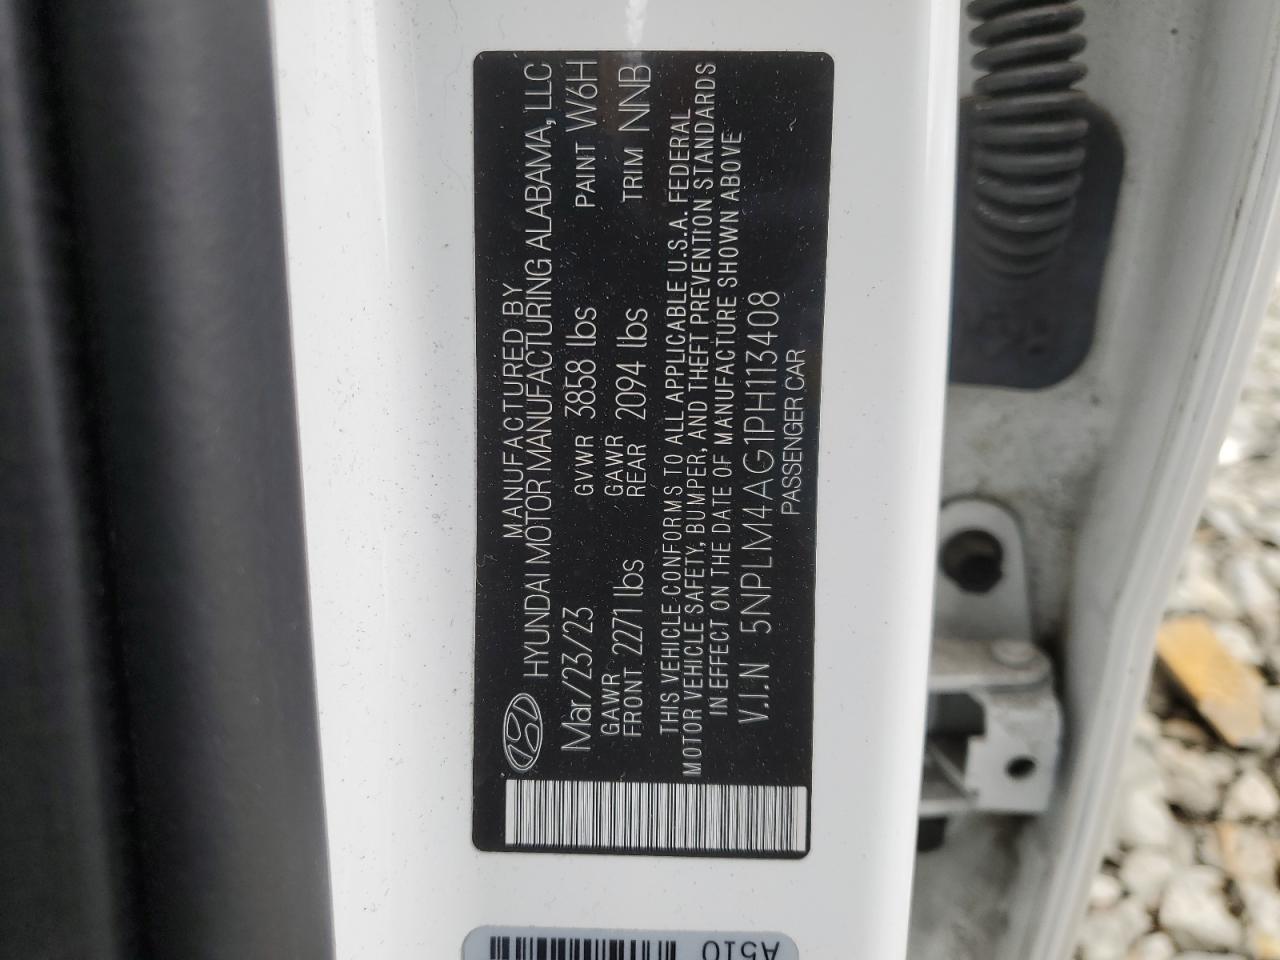 MANUFACTURED BY
HYUNDAI MOTOR MANUFACTURING ALABAMA, LLC
Mar/23/23 GVWR 3858 lbs PAINT W6H
GAWR GAWR
FRONT 2271 lbs REAR 2094 lbs TRIM NNB
THIS VEHICLE CONFORMS TO ALL APPLICABLE U.S.A. FEDERAL
MOTOR VEHICLE SAFETY, BUMPER, AND THEFT PREVENTION STANDARDS
IN EFFECT ON THE DATE OF MANUFACTURE SHOWN ABOVE
V.I.N 5NPLM4AG1PH113408
PASSENGER CAR
A510